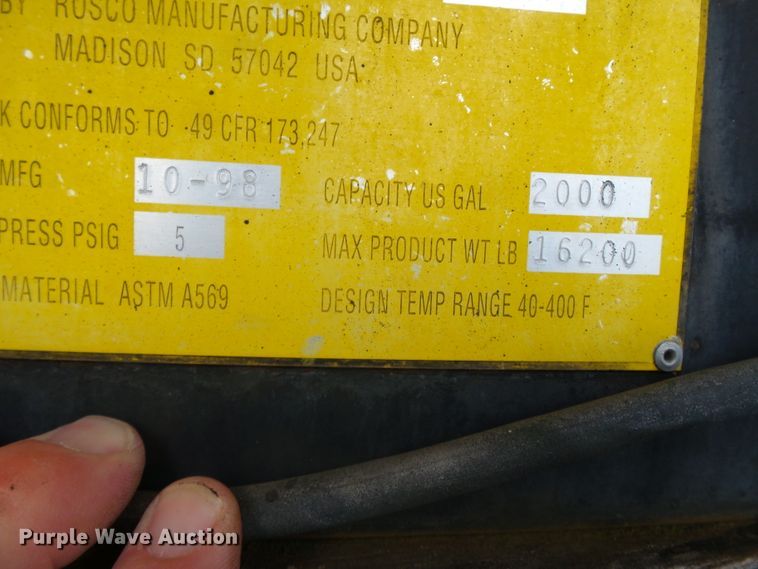 BY ROSCO MANUFACTURING COMPANY
MADISON SD 57042 USA
K CONFORMS TO 49 CFR 173,247
MFG 10-98 CAPACITY US GAL 2000
PRESS PSIG 5 MAX PRODUCT WT LB 16200
MATERIAL ASTM A569 DESIGN TEMP RANGE 40-400 F
Purple Wave Auction